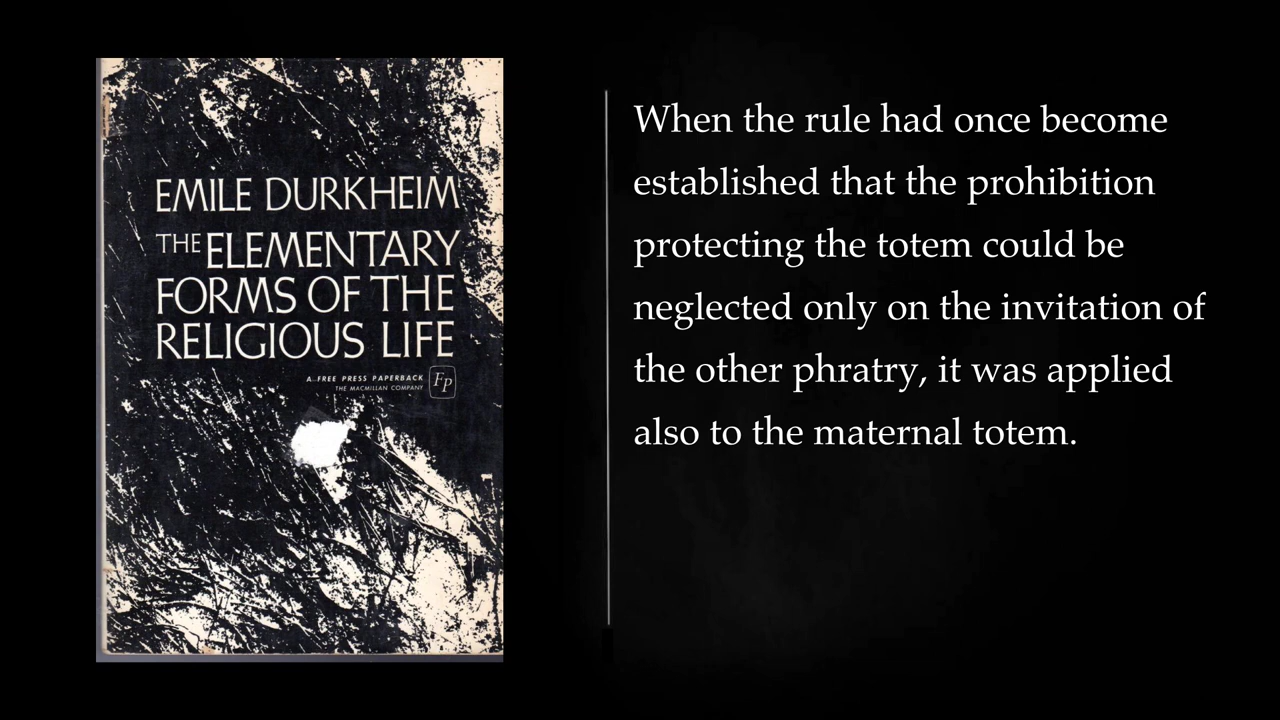 EMILE DURKHEIM
THE ELEMENTARY
FORMS OF THE
RELIGIOUS LIFE
A FREE PRESS PAPERBACK
THE MACMILLAN COMPANY
Fp
When the rule had once become
established that the prohibition
protecting the totem could be
neglected only on the invitation of
the other phratry, it was applied
also to the maternal totem.